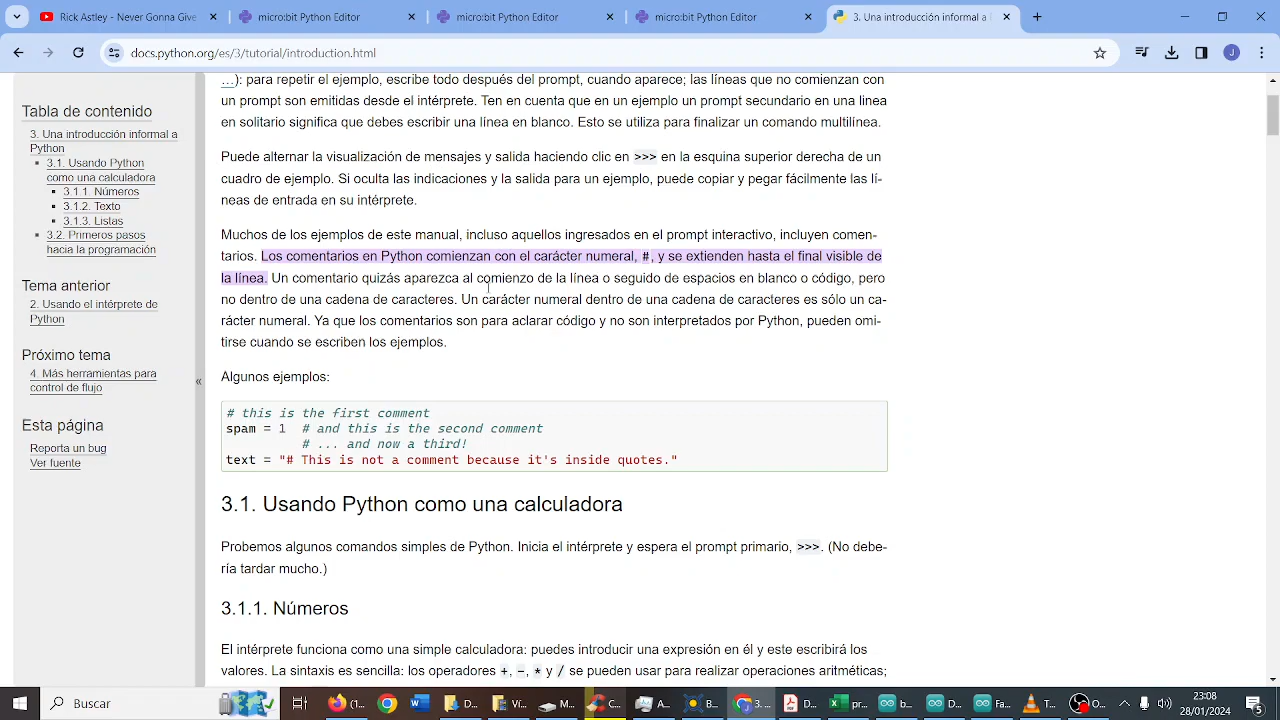 Rick Astley - Never Gonna Give
micro:bit Python Editor
micro:bit Python Editor
micro:bit Python Editor
3. Una introducción informal a
docs.python.org/es/3/tutorial/introduction.html
J
Tabla de contenido
3. Una introducción informal a
Python
3.1. Usando Python
como una calculadora
3.1.1. Números
3.1.2. Texto
3.1.3. Listas
3.2. Primeros pasos
hacia la programación
Tema anterior
2. Usando el intérprete de
Python
Próximo tema
4. Más herramientas para
control de flujo
Esta página
Reporta un bug
Ver fuente
«
...): para repetir el ejemplo, escribe todo después del prompt, cuando aparece; las líneas que no comienzan con
un prompt son emitidas desde el intérprete. Ten en cuenta que en un ejemplo un prompt secundario en una linea
en solitario significa que debes escribir una línea en blanco. Esto se utiliza para finalizar un comando multilínea.
Puede alternar la visualización de mensajes y salida haciendo clic en >>> en la esquina superior derecha de un
cuadro de ejemplo. Si oculta las indicaciones y la salida para un ejemplo, puede copiar y pegar fácilmente las lí-
neas de entrada en su intérprete.
Muchos de los ejemplos de este manual, incluso aquellos ingresados en el prompt interactivo, incluyen comen-
tarios. Los comentarios en Python comienzan con el carácter numeral, #, y se extienden hasta el final visible de
la línea. Un comentario quizás aparezca al comienzo de la línea o seguido de espacios en blanco o código, pero
no dentro de una cadena de caracteres. Un carácter numeral dentro de una cadena de caracteres es sólo un ca-
rácter numeral. Ya que los comentarios son para aclarar código y no son interpretados por Python, pueden omi-
tirse cuando se escriben los ejemplos.
Algunos ejemplos:
# this is the first comment
spam = 1 # and this is the second comment
# ... and now a third!
text = "# This is not a comment because it's inside quotes."
3.1. Usando Python como una calculadora
Probemos algunos comandos simples de Python. Inicia el intérprete y espera el prompt primario, >>>. (No debe-
ría tardar mucho.)
3.1.1. Números
El intérprete funciona como una simple calculadora: puedes introducir una expresión en él y este escribirá los
valores. La sintaxis es sencilla: los operadores +, -, * y / se pueden usar para realizar operaciones aritméticas;
Buscar
(1) ...
W...
D...
Vi...
M...
A...
B...
3...
D...
pr...
b...
D...
Fa...
T...
O...
23:08
28/01/2024